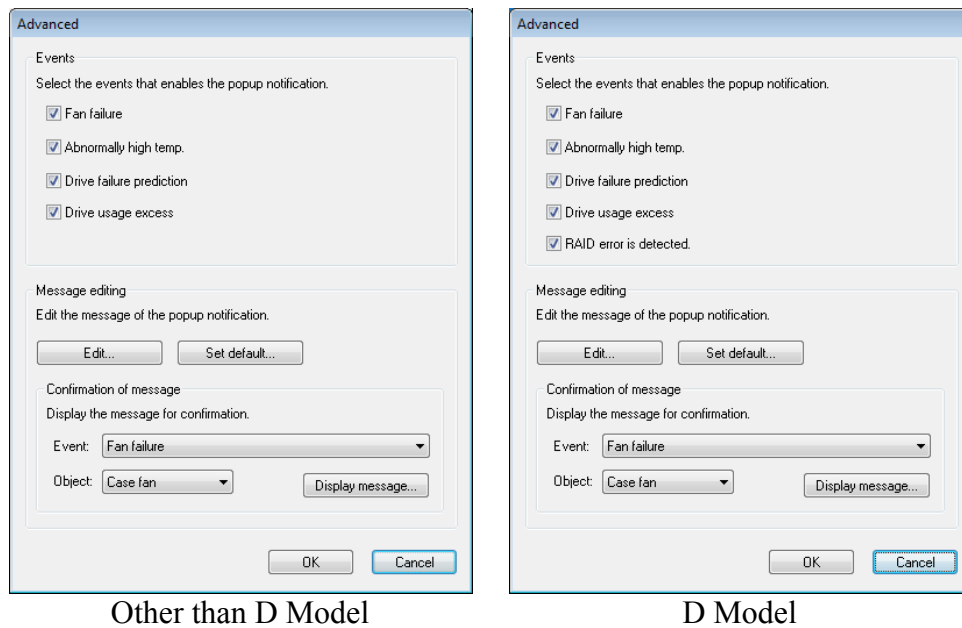 Advanced
Events
Select the events that enables the popup notification.
Fan failure
Abnormally high temp.
Drive failure prediction
Drive usage excess
Message editing
Edit the message of the popup notification.
Edit... Set default...
Confirmation of message
Display the message for confirmation.
Event: Fan failure
Object: Case fan Display message...
OK Cancel
Other than D Model
Advanced
Events
Select the events that enables the popup notification.
Fan failure
Abnormally high temp.
Drive failure prediction
Drive usage excess
RAID error is detected.
Message editing
Edit the message of the popup notification.
Edit... Set default...
Confirmation of message
Display the message for confirmation.
Event: Fan failure
Object: Case fan Display message...
OK Cancel
D Model